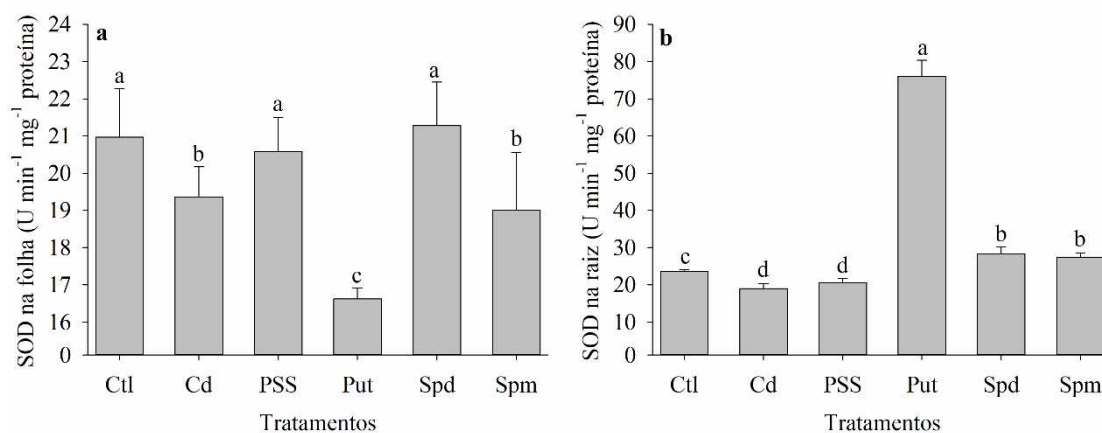 a
SOD na folha (U min⁻¹ mg⁻¹ proteína)
24
23
22
21
20
19
18
17
16
0
a
b
a
c
a
b
Ctl Cd PSS Put Spd Spm
Tratamentos
b
SOD na raiz (U min⁻¹ mg⁻¹ proteína)
90
80
70
60
50
40
30
20
10
0
c
d
d
a
b
b
Ctl Cd PSS Put Spd Spm
Tratamentos